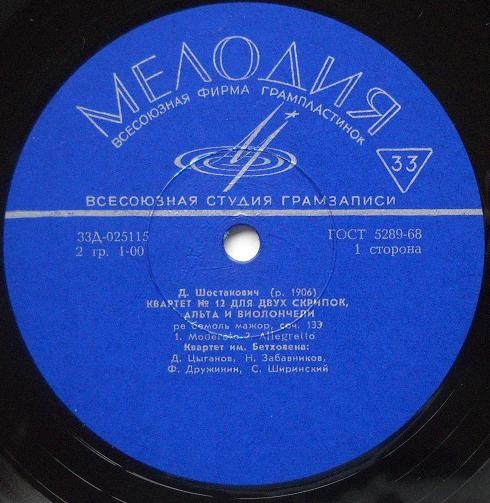 МЕЛОДИЯ
ВСЕСОЮЗНАЯ ФИРМА ГРАМПЛАСТИНОК
33
ВСЕСОЮЗНАЯ СТУДИЯ ГРАМЗАПИСИ
33Д-025115
2 гр. 1-00
ГОСТ 5289-68
1 сторона
Д. Шостакович (р. 1906)
КВАРТЕТ № 12 ДЛЯ ДВУХ СКРИПОК,
АЛЬТА И ВИОЛОНЧЕЛИ
ре бемоль мажор, соч. 133
1. Moderato-2. Allegretto
Квартет им. Бетховена:
Д. Цыганов, Н. Забавников,
Ф. Дружинин, С. Ширинский